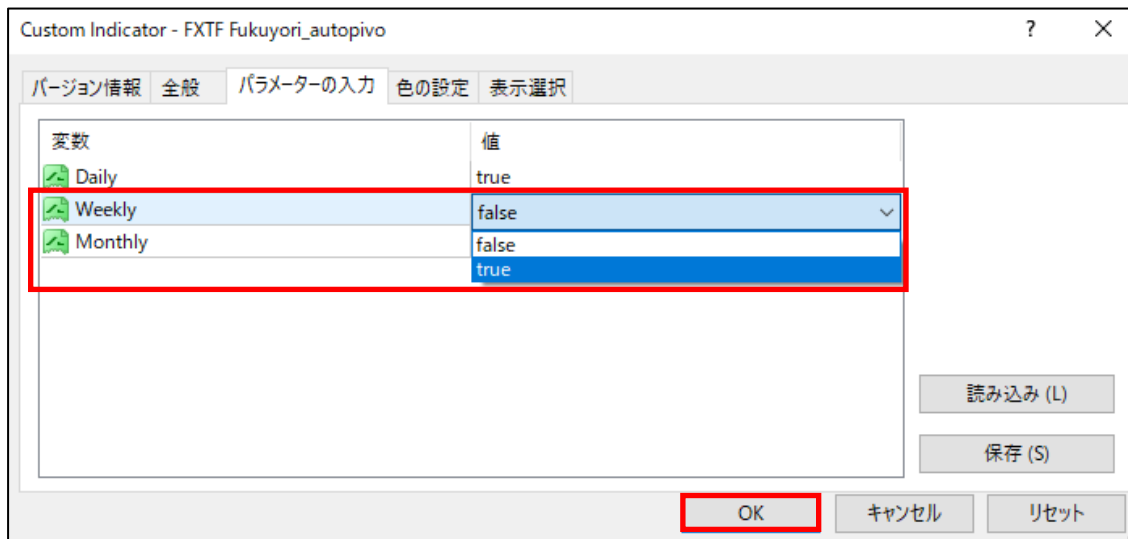 Custom Indicator - FXTF Fukuyori_autopivo ? ×
バージョン情報 全般 パラメーターの入力 色の設定 表示選択
変数 値
Daily true
Weekly false
Monthly false
true
読み込み (L)
保存 (S)
OK キャンセル リセット